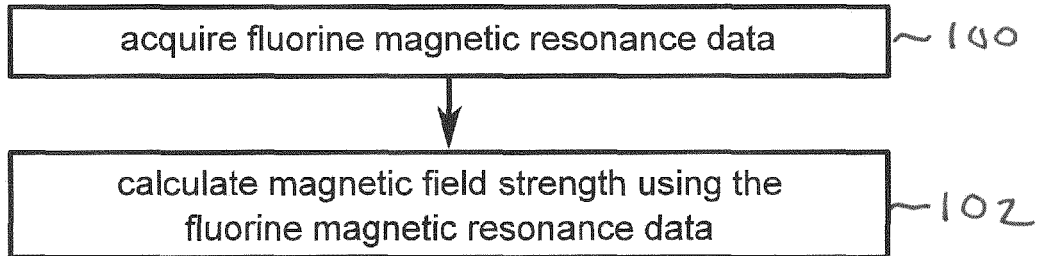 acquire fluorine magnetic resonance data ~100
calculate magnetic field strength using the
fluorine magnetic resonance data ~102